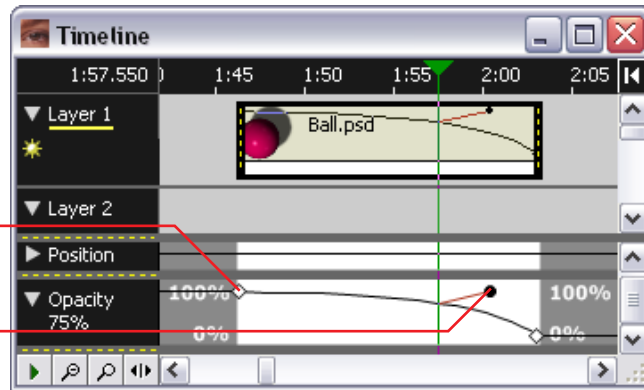 Timeline
1:57.550 1:45 1:50 1:55 2:00 2:05
Layer 1
Ball.psd
Layer 2
Position
Opacity 100% 100%
75% 0% 0%